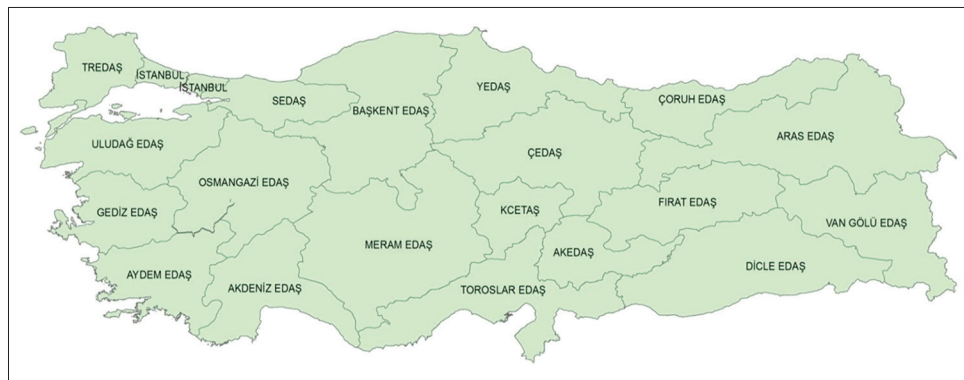 TREDAŞ
İSTANBUL
İSTANBUL
SEDAŞ
BAŞKENT EDAŞ
YEDAŞ
ÇORUH EDAŞ
ARAS EDAŞ
ULUDAĞ EDAŞ
OSMANGAZİ EDAŞ
ÇEDAŞ
GEDİZ EDAŞ
KCETAŞ
FIRAT EDAŞ
VAN GÖLÜ EDAŞ
MERAM EDAŞ
AKEDAŞ
DİCLE EDAŞ
AYDEM EDAŞ
AKDENİZ EDAŞ
TOROSLAR EDAŞ